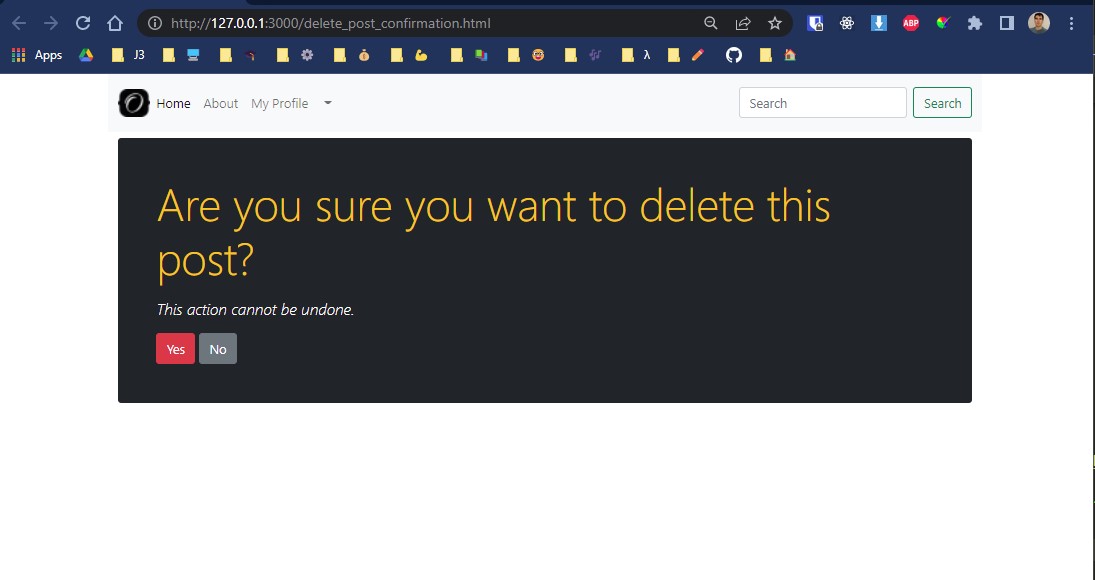 http://127.0.0.1:3000/delete_post_confirmation.html
ABP
Apps J3 λ
Home About My Profile Search Search
Are you sure you want to delete this
post?
This action cannot be undone.
Yes No